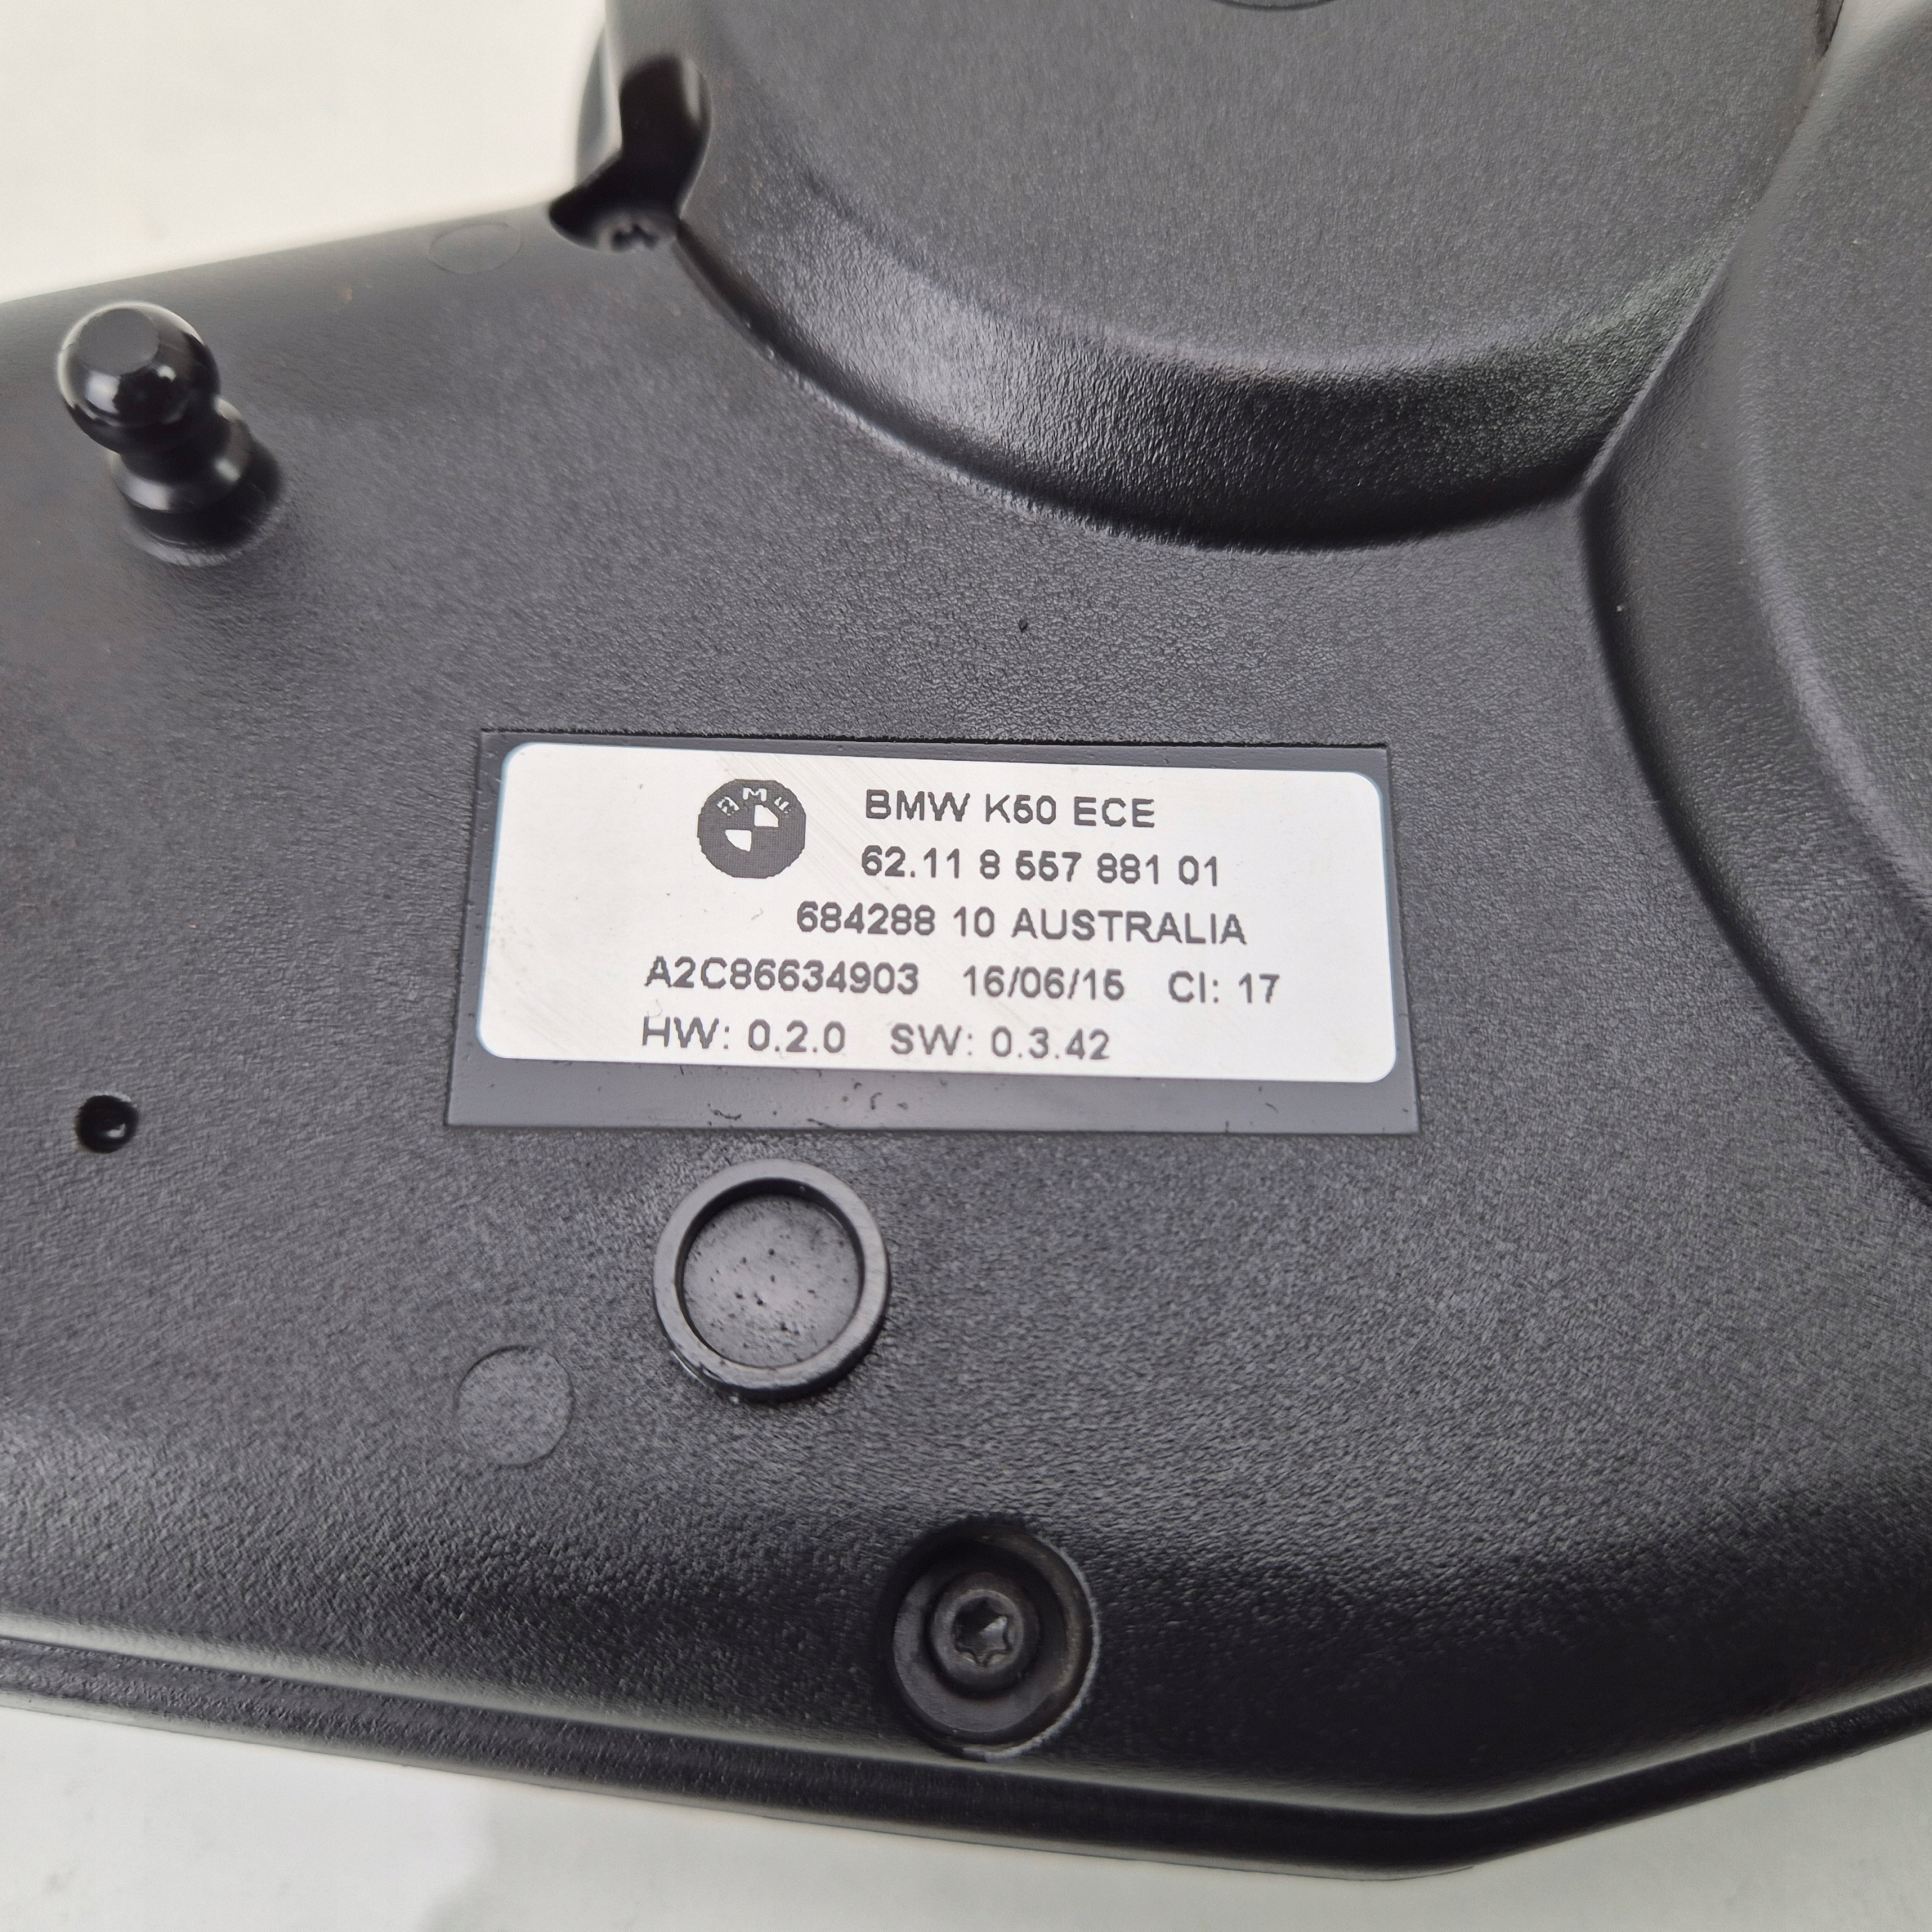 BMW
BMW K50 ECE
62.11 8 557 881 01
684288 10 AUSTRALIA
A2C86634903 16/06/15 CI: 17
HW: 0.2.0 SW: 0.3.42